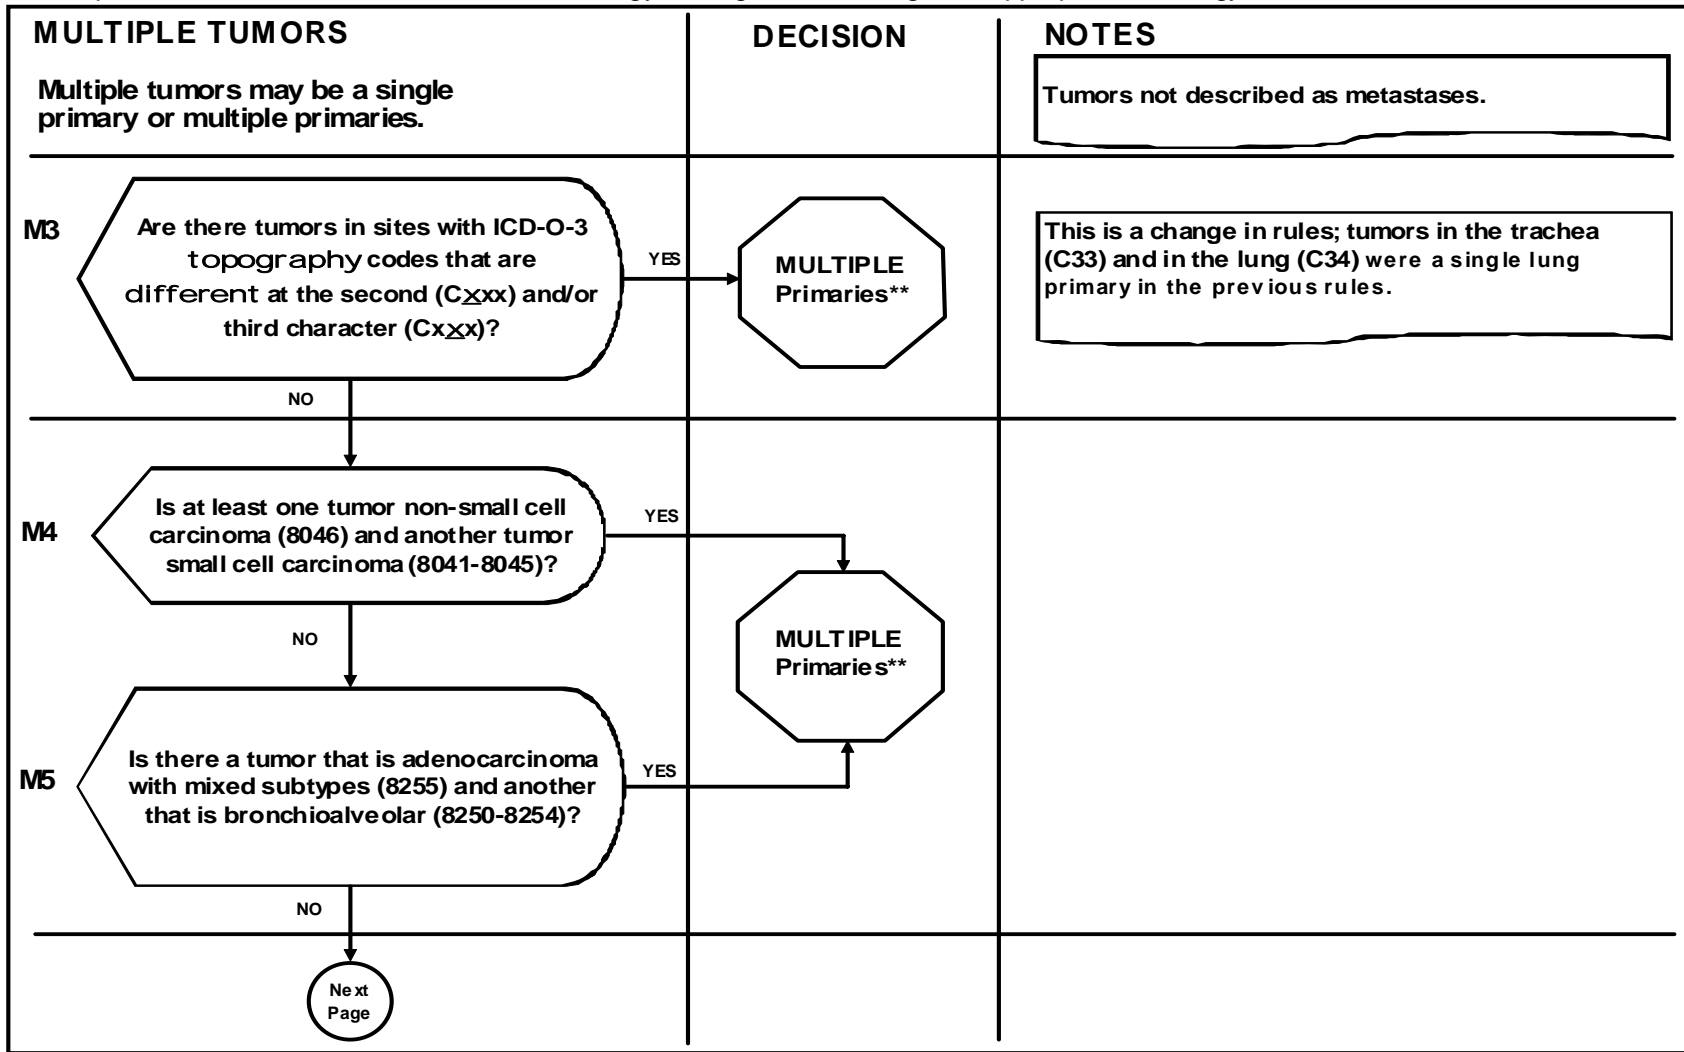 MULTIPLE TUMORS
DECISION
NOTES
Multiple tumors may be a single
primary or multiple primaries.
Tumors not described as metastases.
M3
Are there tumors in sites with ICD-O-3
topography codes that are
different at the second (Cxxx) and/or
third character (Cxxx)?
YES
MULTIPLE
Primaries**
This is a change in rules; tumors in the trachea
(C33) and in the lung (C34) were a single lung
primary in the previous rules.
NO
M4
Is at least one tumor non-small cell
carcinoma (8046) and another tumor
small cell carcinoma (8041-8045)?
YES
NO
MULTIPLE
Primaries**
M5
Is there a tumor that is adenocarcinoma
with mixed subtypes (8255) and another
that is bronchioalveolar (8250-8254)?
YES
NO
Next
Page